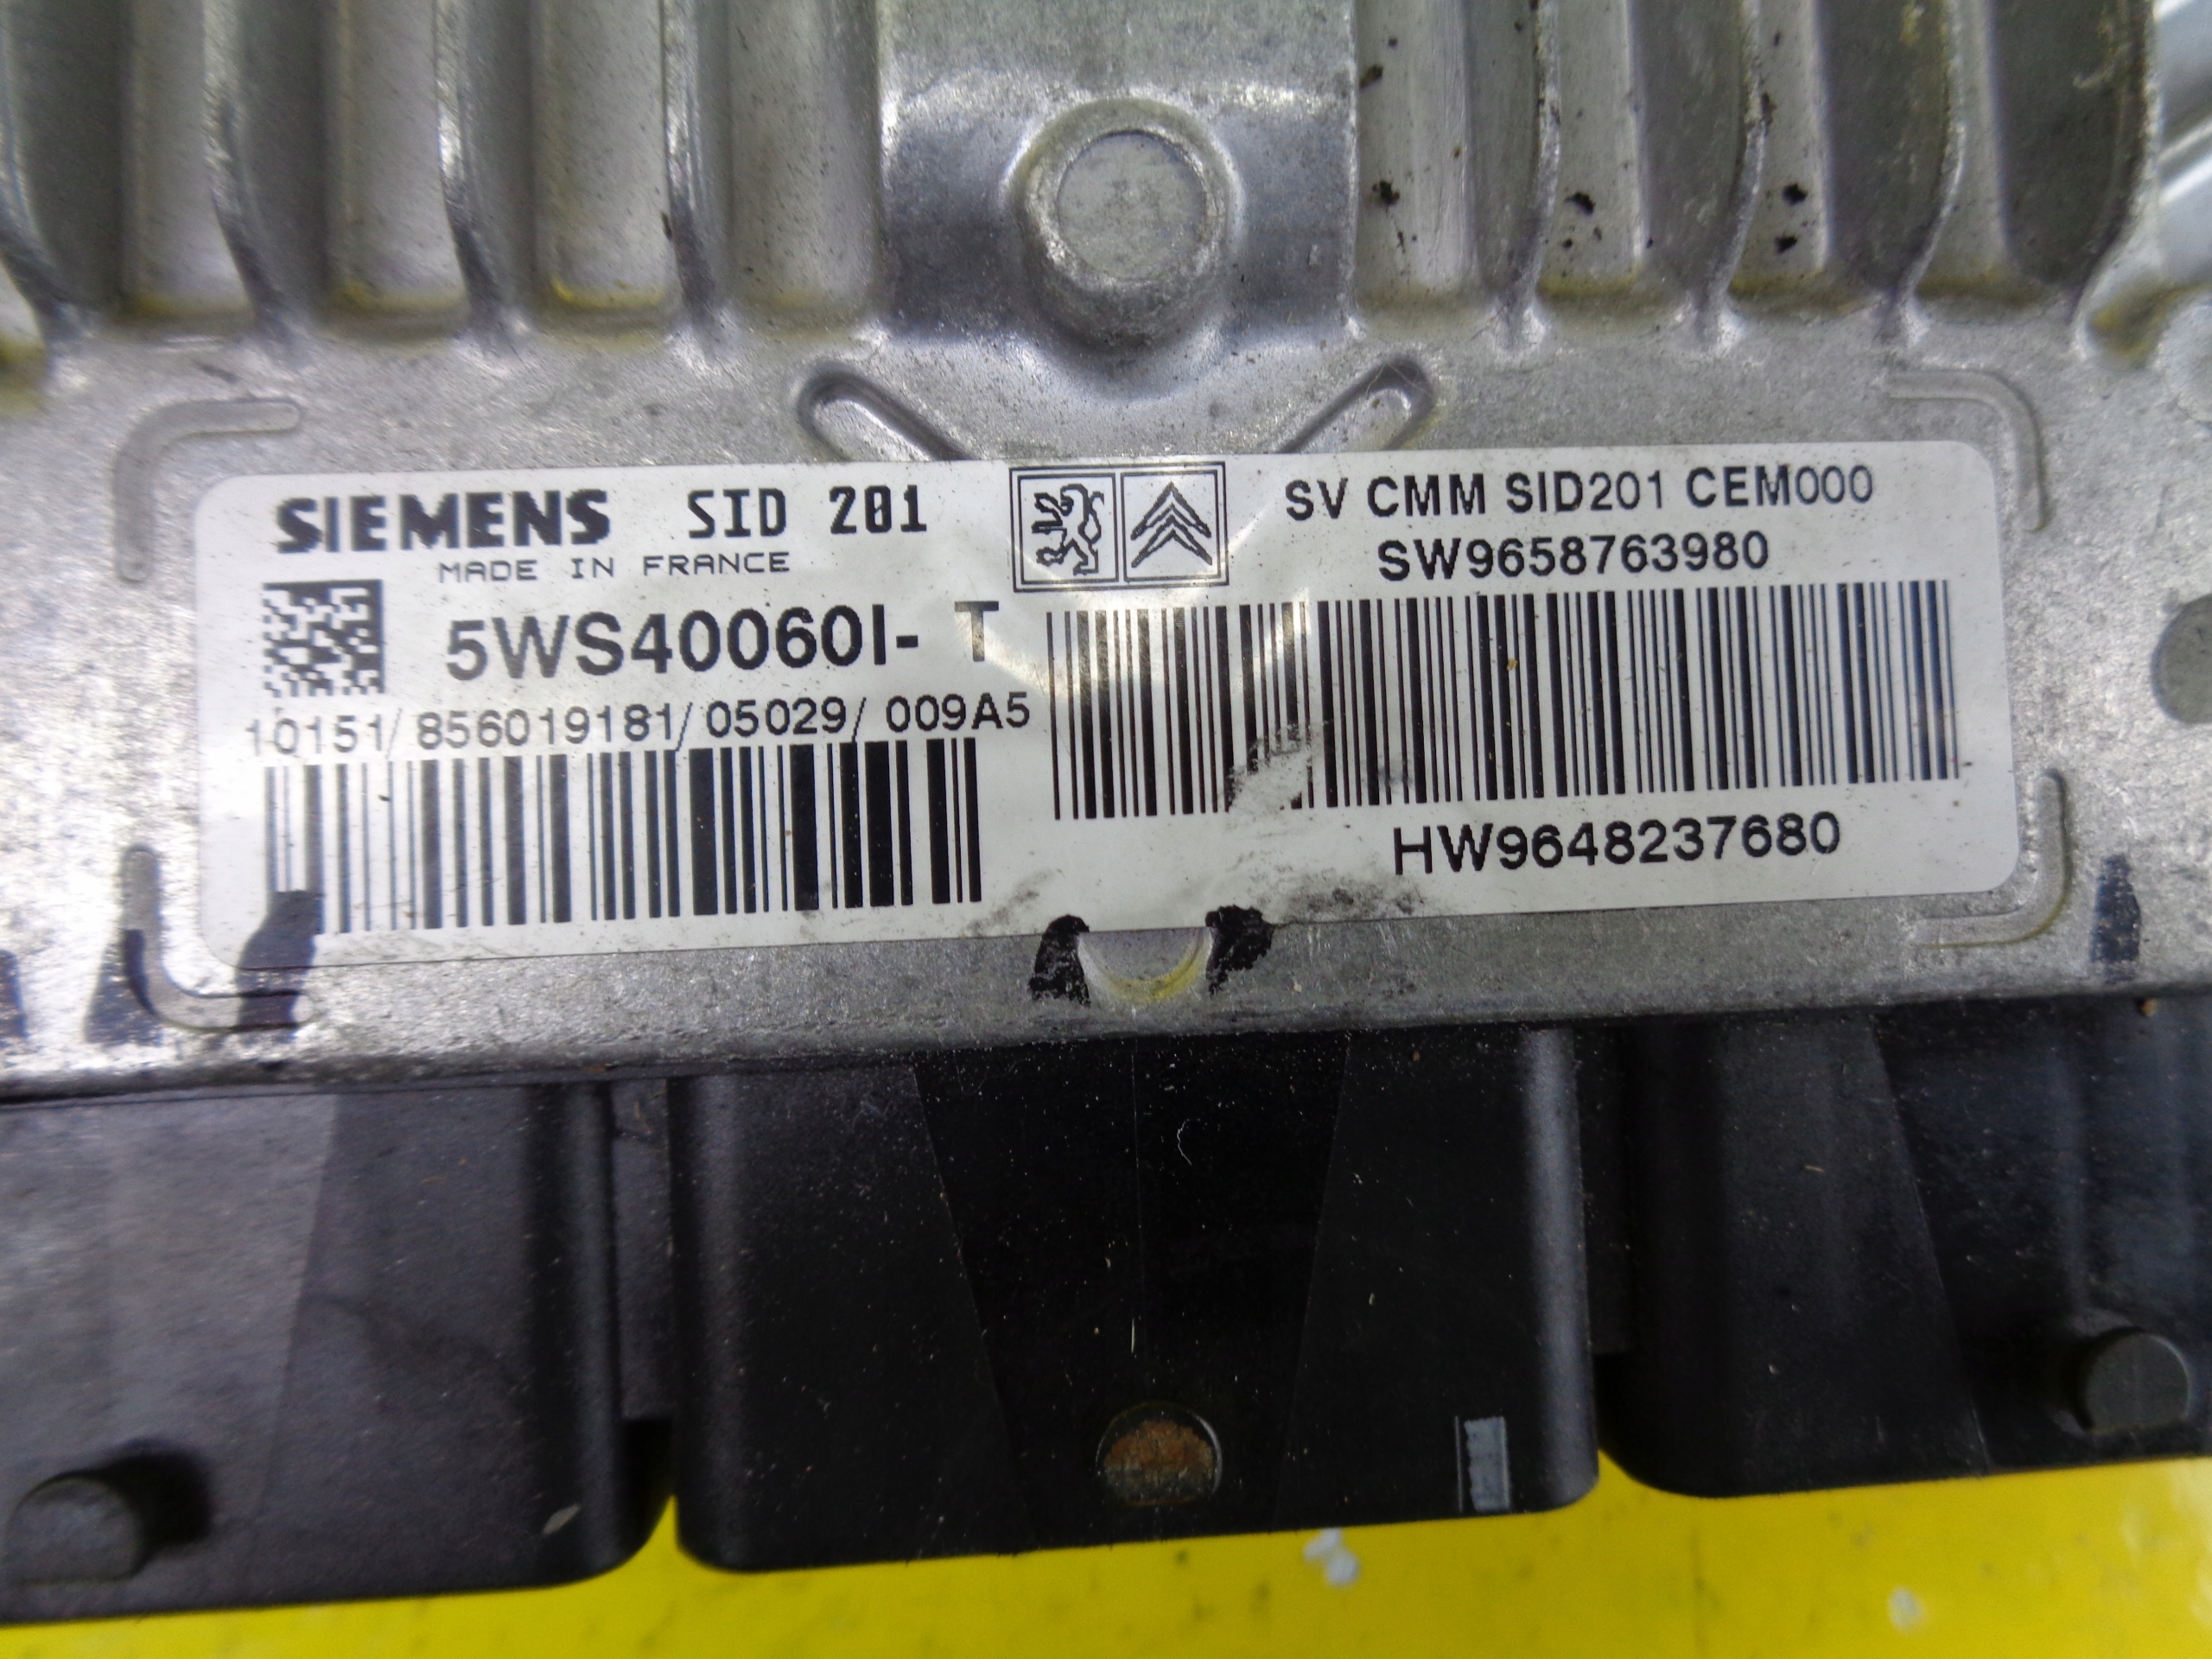 SIEMENS SID 201
MADE IN FRANCE
5WS40060I- T
10151/ 856019181/ 05029/ 009A5
SV CMM SID201 CEM000
SW9658763980
HW9648237680